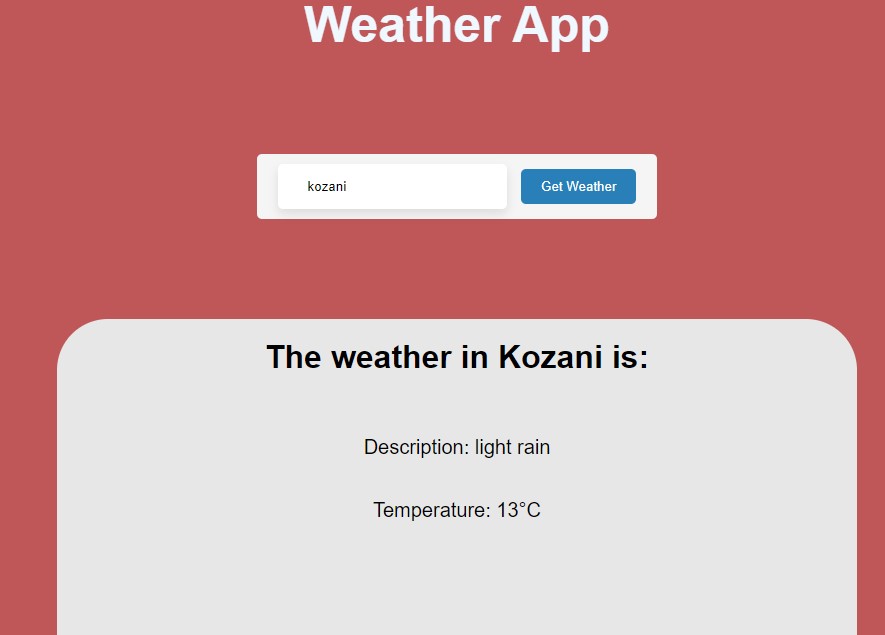 Weather App
kozani
Get Weather
The weather in Kozani is:
Description: light rain
Temperature: 13°C